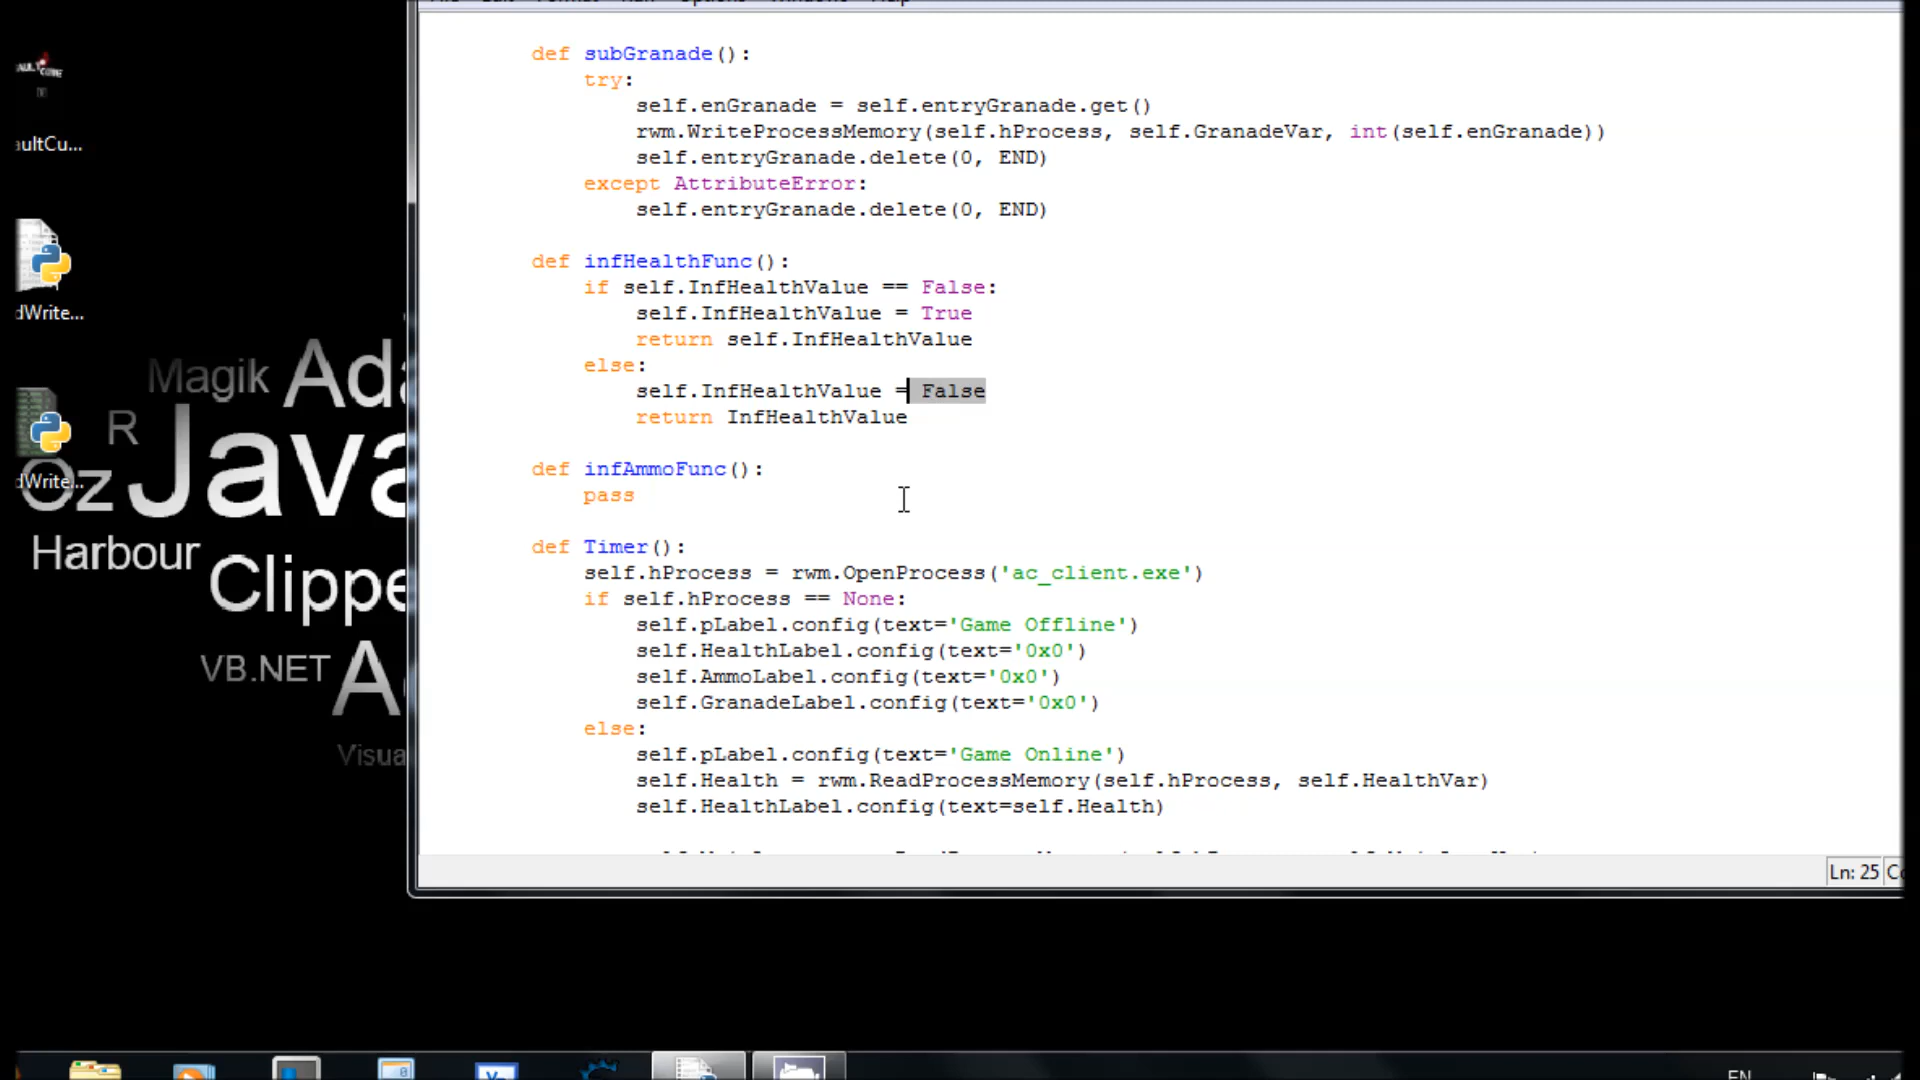 def subGranade():
try:
self.enGranade = self.entryGranade.get()
rwm.WriteProcessMemory(self.hProcess, self.GranadeVar, int(self.enGranade))
self.entryGranade.delete(0, END)
except AttributeError:
self.entryGranade.delete(0, END)
def infHealthFunc():
if self.InfHealthValue == False:
self.InfHealthValue = True
return self.InfHealthValue
else:
self.InfHealthValue = False
return InfHealthValue
def infAmmoFunc():
pass
def Timer():
self.hProcess = rwm.OpenProcess('ac_client.exe')
if self.hProcess == None:
self.pLabel.config(text='Game Offline')
self.HealthLabel.config(text='0x0')
self.AmmoLabel.config(text='0x0')
self.GranadeLabel.config(text='0x0')
else:
self.pLabel.config(text='Game Online')
self.Health = rwm.ReadProcessMemory(self.hProcess, self.HealthVar)
self.HealthLabel.config(text=self.Health)
Ln: 25
aultCu...
dWrite...
dWrite...
Magik Ada
R
Java
Oz
Harbour
Clippe
VB.NET A
Visua
EN